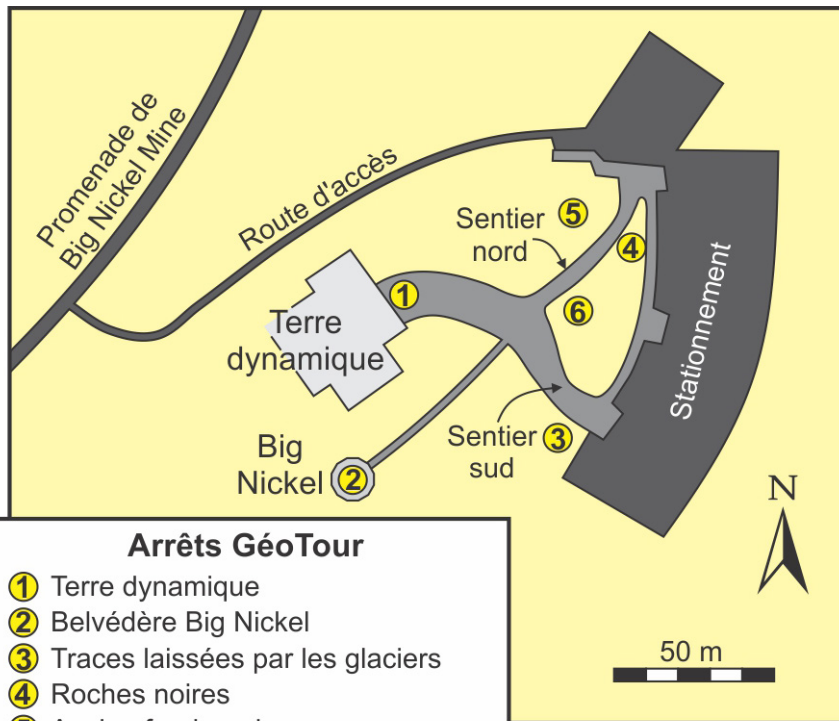 Promenade de
Big Nickel Mine
Route d'accès
Sentier
nord
5
4
1
6
Terre
dynamique
Stationnement
Big
Nickel
2
Sentier
sud
3
N
50 m
Arrêts GéoTour
1 Terre dynamique
2 Belvédère Big Nickel
3 Traces laissées par les glaciers
4 Roches noires